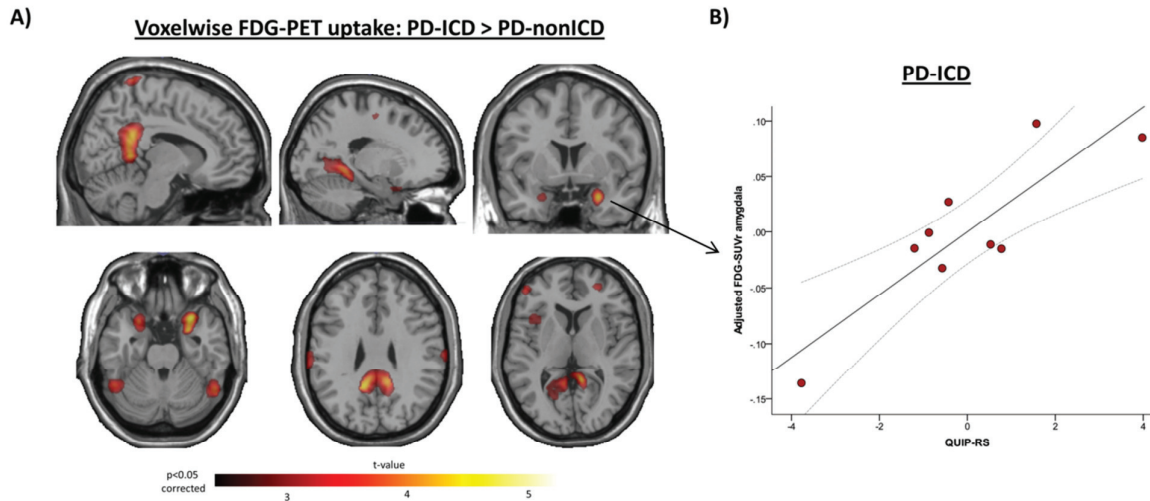 A)
Voxelwise FDG-PET uptake: PD-ICD > PD-nonICD
p<0.05
corrected
t-value
3
4
5
B)
PD-ICD
Adjusted FDG-SUVr amygdala
.10
.05
.00
-.05
-.10
-.15
-4
-2
0
2
4
QUIP-RS